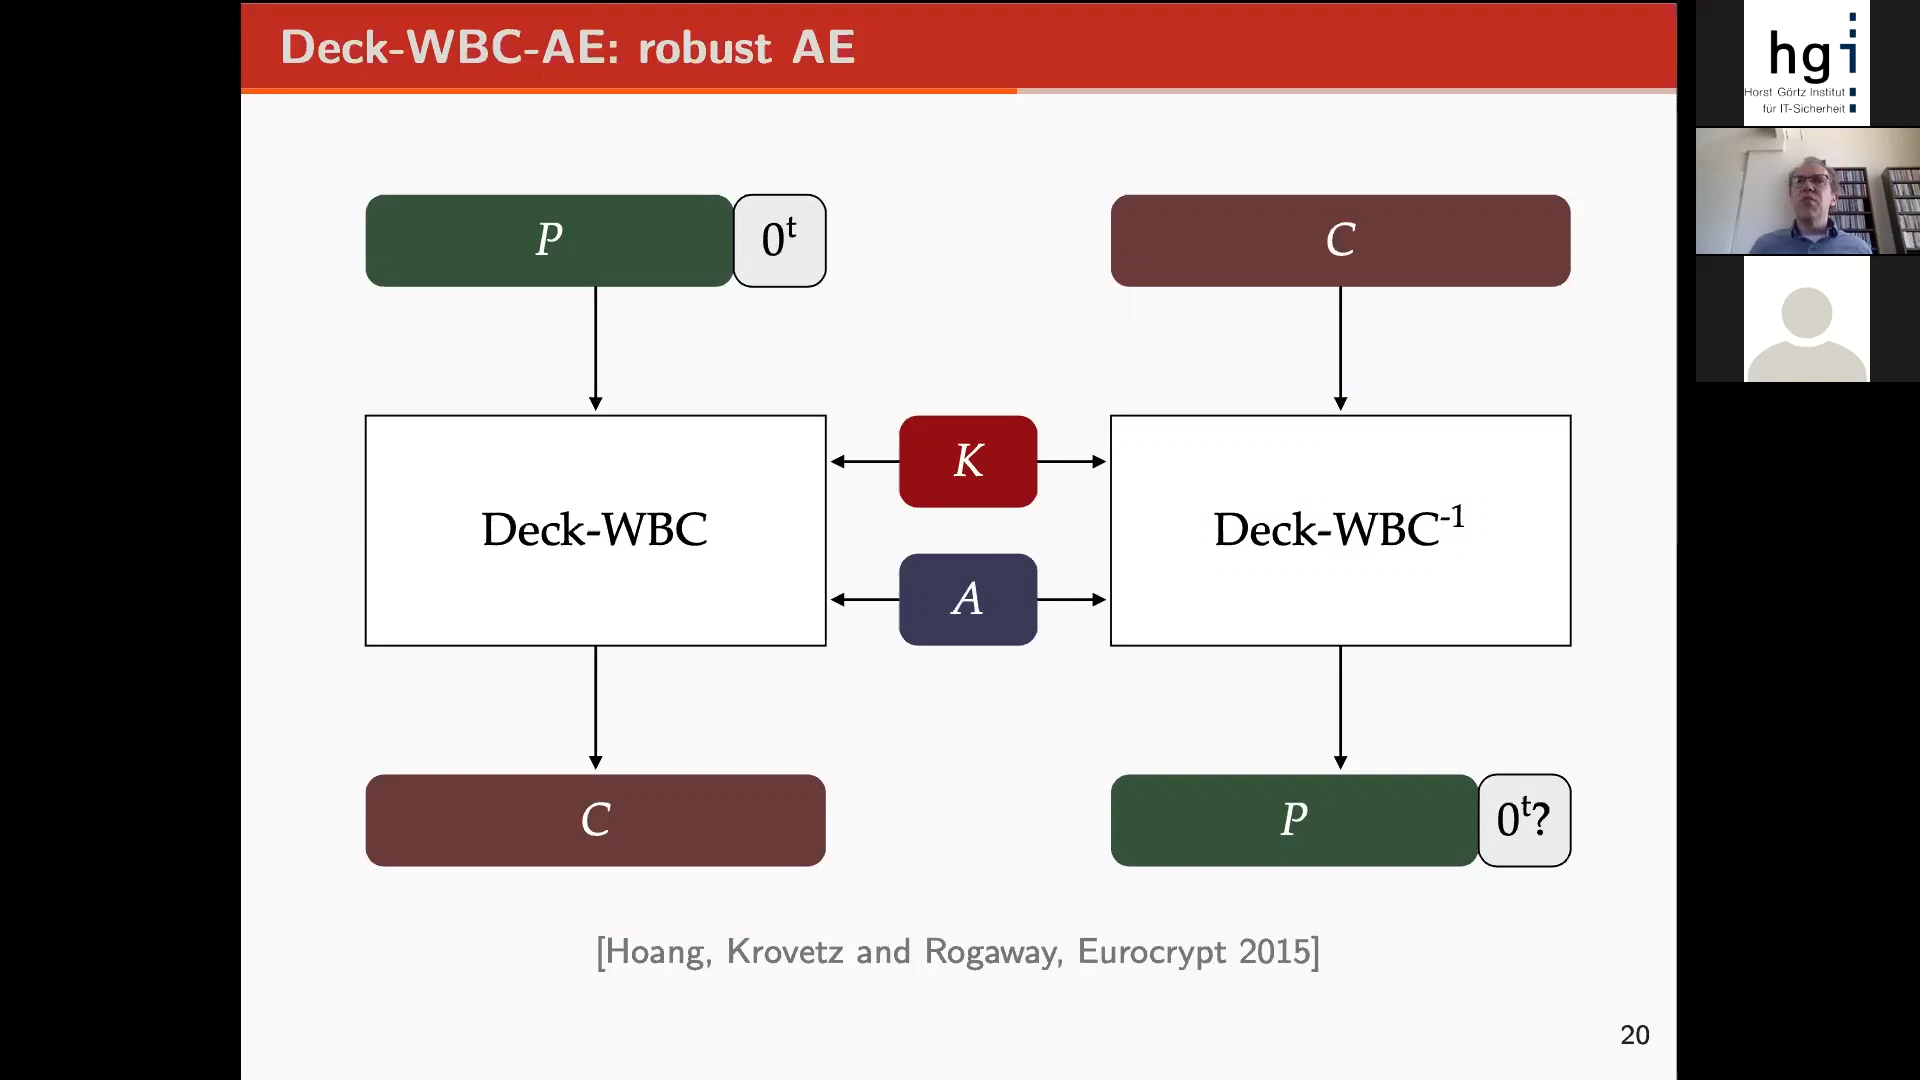 Deck-WBC-AE: robust AE
P
0ᵗ
C
K
Deck-WBC
Deck-WBC⁻¹
A
C
P
0ᵗ?
[Hoang, Krovetz and Rogaway, Eurocrypt 2015]
20
hgi
Horst Görtz Institut
für IT-Sicherheit